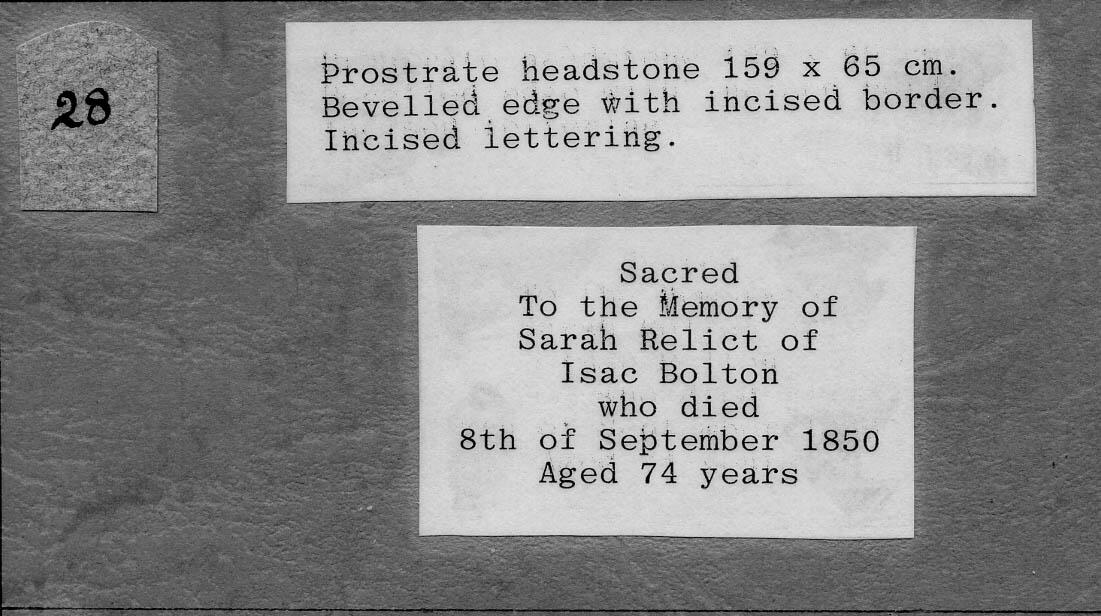 28
Prostrate headstone 159 x 65 cm.
Bevelled edge with incised border.
Incised lettering.
Sacred
To the Memory of
Sarah Relict of
Isac Bolton
who died
8th of September 1850
Aged 74 years